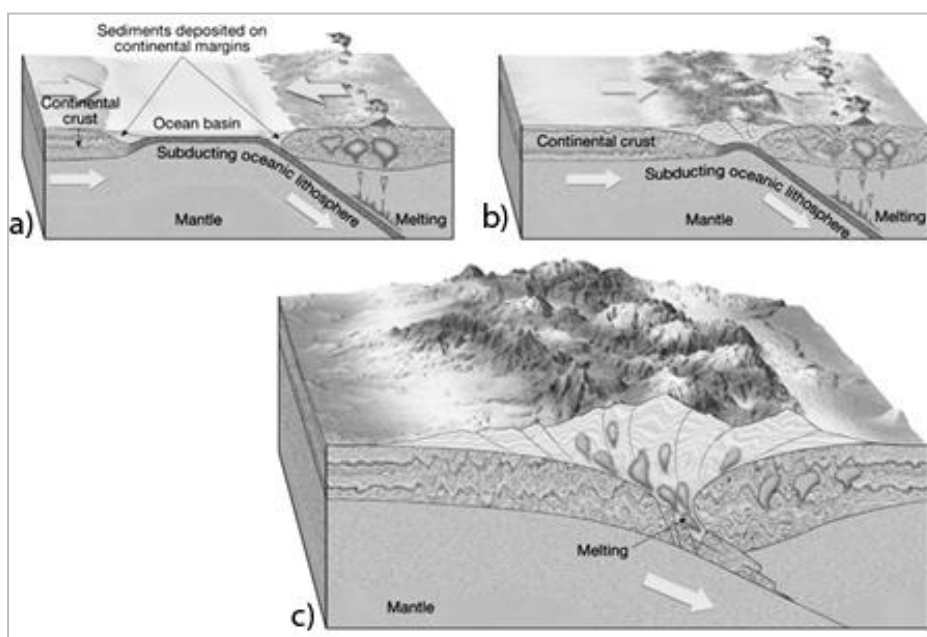 Sediments deposited on
continental margins
Continental
crust
Ocean basin
Subducting oceanic lithosphere
Mantle
Melting
a)
Continental crust
Subducting oceanic lithosphere
Mantle
Melting
b)
Melting
Mantle
c)